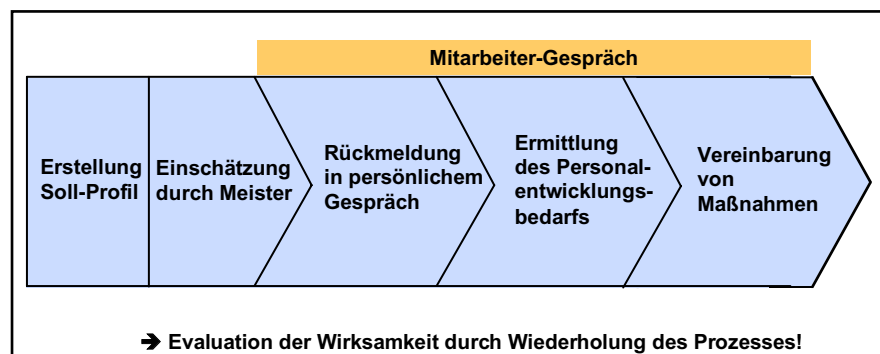 Mitarbeiter-Gespräch
Erstellung
Soll-Profil
Einschätzung
durch Meister
Rückmeldung
in persönlichem
Gespräch
Ermittlung
des Personal-
entwicklungs-
bedarfs
Vereinbarung
von
Maßnahmen
➔ Evaluation der Wirksamkeit durch Wiederholung des Prozesses!